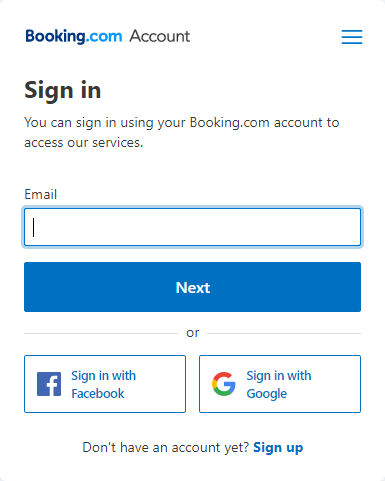 Booking.com Account
Sign in
You can sign in using your Booking.com account to
access our services.
Email
Next
or
Sign in with
Facebook
Sign in with
Google
Don't have an account yet? Sign up